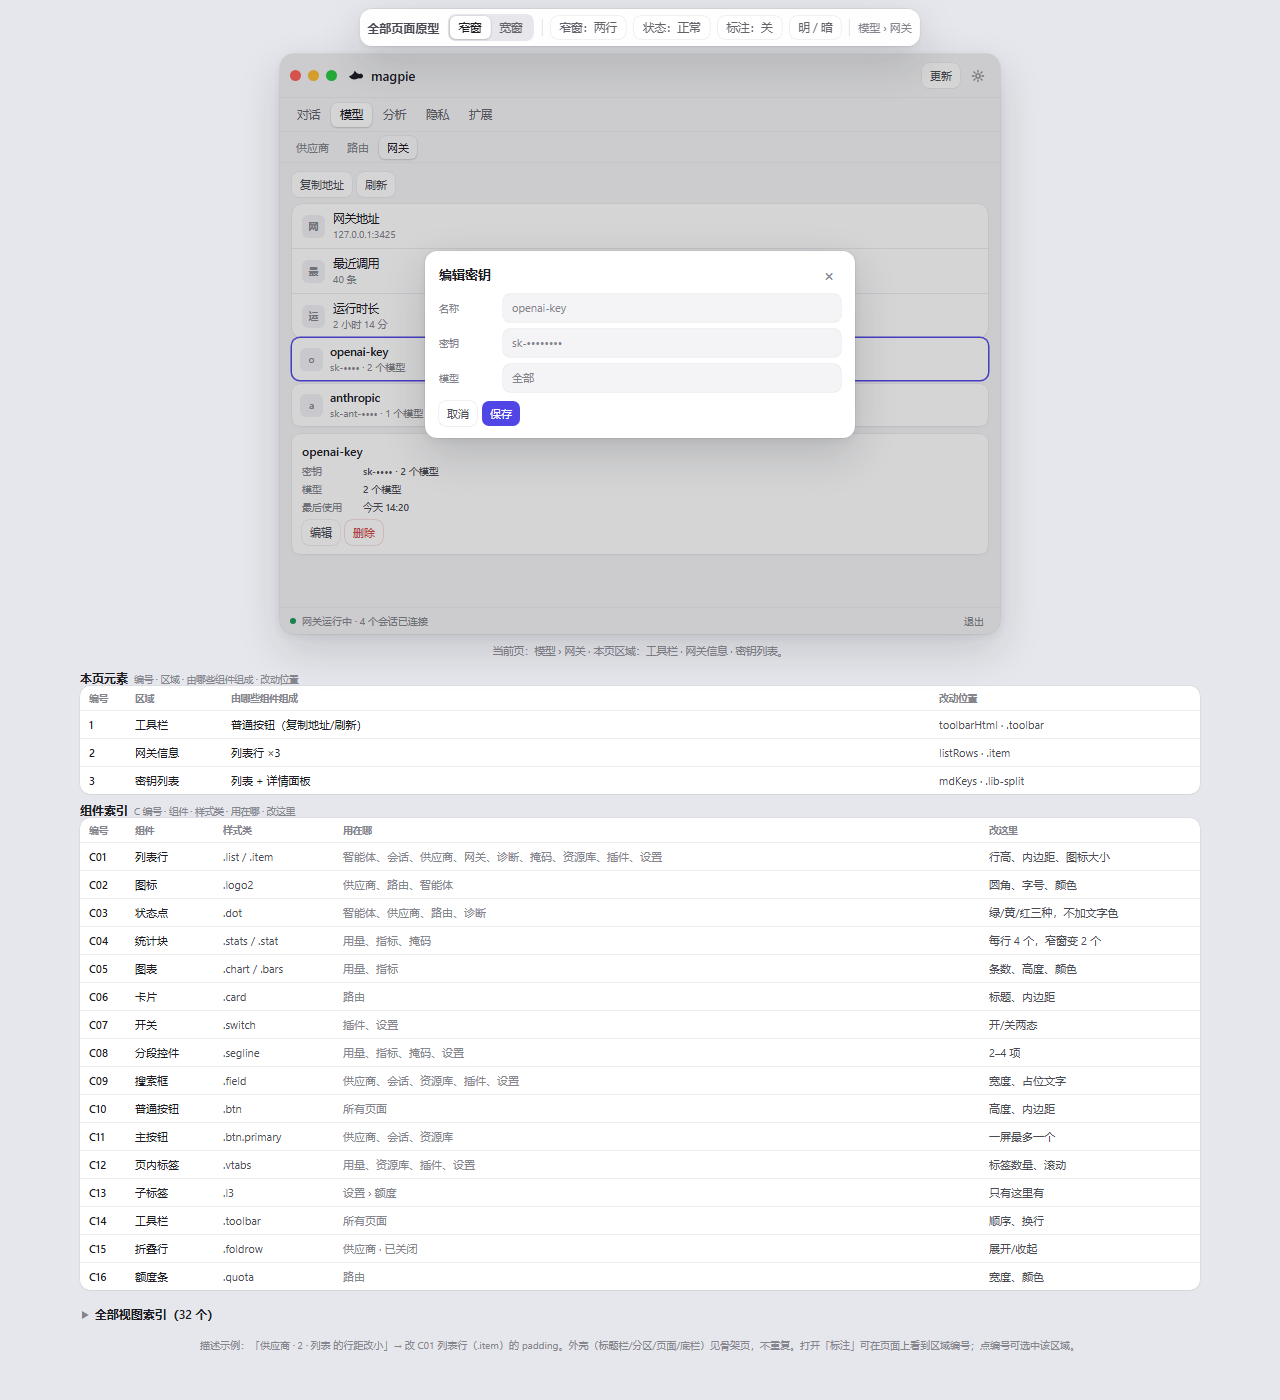 全部页面原型 窄窗 宽窗 窄窗：两行 状态：正常 标注：关 明 / 暗 模型 › 网关
magpie 更新
对话 模型 分析 隐私 扩展
供应商 路由 网关
复制地址 刷新
网 网关地址
127.0.0.1:3425
最 最近调用
40 条
运 运行时长
2 小时 14 分
o openai-key
sk-•••• · 2 个模型
a anthropic
sk-ant-•••• · 1 个模型
编辑密钥 ×
名称 openai-key
密钥 sk-••••••••
模型 全部
取消 保存
openai-key
密钥 sk-•••• · 2 个模型
模型 2 个模型
最后使用 今天 14:20
编辑 删除
网关运行中 · 4 个会话已连接 退出
当前页：模型 › 网关 · 本页区域：工具栏 · 网关信息 · 密钥列表。
本页元素 编号 · 区域 · 由哪些组件组成 · 改动位置
编号 区域 由哪些组件组成 改动位置
1 工具栏 普通按钮（复制地址/刷新） toolbarHtml · .toolbar
2 网关信息 列表行 ×3 listRows · .item
3 密钥列表 列表 + 详情面板 mdKeys · .lib-split
组件索引 C 编号 · 组件 · 样式类 · 用在哪 · 改这里
编号 组件 样式类 用在哪 改这里
C01 列表行 .list / .item 智能体、会话、供应商、网关、诊断、掩码、资源库、插件、设置 行高、内边距、图标大小
C02 图标 .logo2 供应商、路由、智能体 圆角、字号、颜色
C03 状态点 .dot 智能体、供应商、路由、诊断 绿/黄/红三种，不加文字色
C04 统计块 .stats / .stat 用量、指标、掩码 每行 4 个，窄窗变 2 个
C05 图表 .chart / .bars 用量、指标 条数、高度、颜色
C06 卡片 .card 路由 标题、内边距
C07 开关 .switch 插件、设置 开/关两态
C08 分段控件 .segline 用量、指标、掩码、设置 2–4 项
C09 搜索框 .field 供应商、会话、资源库、插件、设置 宽度、占位文字
C10 普通按钮 .btn 所有页面 高度、内边距
C11 主按钮 .btn.primary 供应商、会话、资源库 一屏最多一个
C12 页内标签 .vtabs 用量、资源库、插件、设置 标签数量、滚动
C13 子标签 .l3 设置 › 额度 只有这里有
C14 工具栏 .toolbar 所有页面 顺序、换行
C15 折叠行 .foldrow 供应商 · 已关闭 展开/收起
C16 额度条 .quota 路由 宽度、颜色
全部视图索引（32 个）
描述示例：「供应商 · 2 · 列表 的行距改小」→ 改 C01 列表行（.item）的 padding。外壳（标题栏/分区/页面/底栏）见骨架页，不重复。打开「标注」可在页面上看到区域编号；点编号可选中该区域。